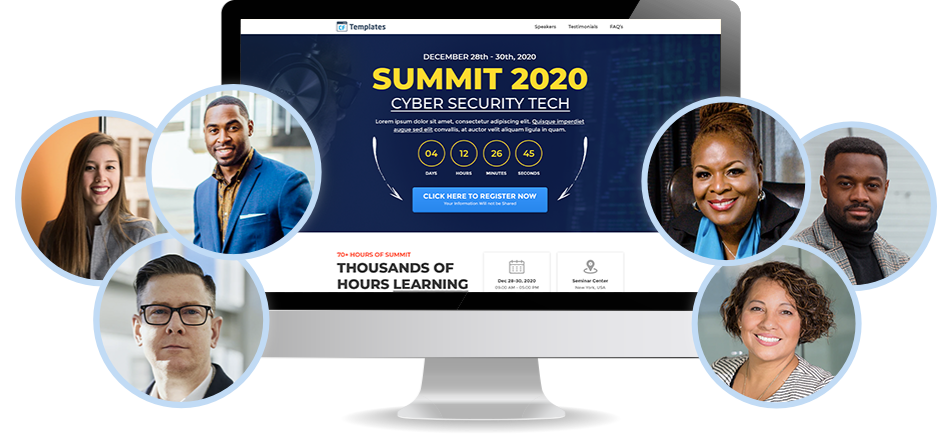 CF Templates
Speakers Testimonials FAQ's
DECEMBER 28th - 30th, 2020
SUMMIT 2020
CYBER SECURITY TECH
Lorem ipsum dolor sit amet, consectetur adipiscing elit. Quisque imperdiet
augue sed elit convallis, at auctor velit aliquam ligula in quam.
04 12 26 45
DAYS HOURS MINUTES SECONDS
CLICK HERE TO REGISTER NOW
Your Information Will not be Shared
70+ HOURS OF SUMMIT
THOUSANDS OF
HOURS LEARNING
Dec 28-30, 2020
09:00 AM - 05:00 PM
Seminar Center
New York, USA